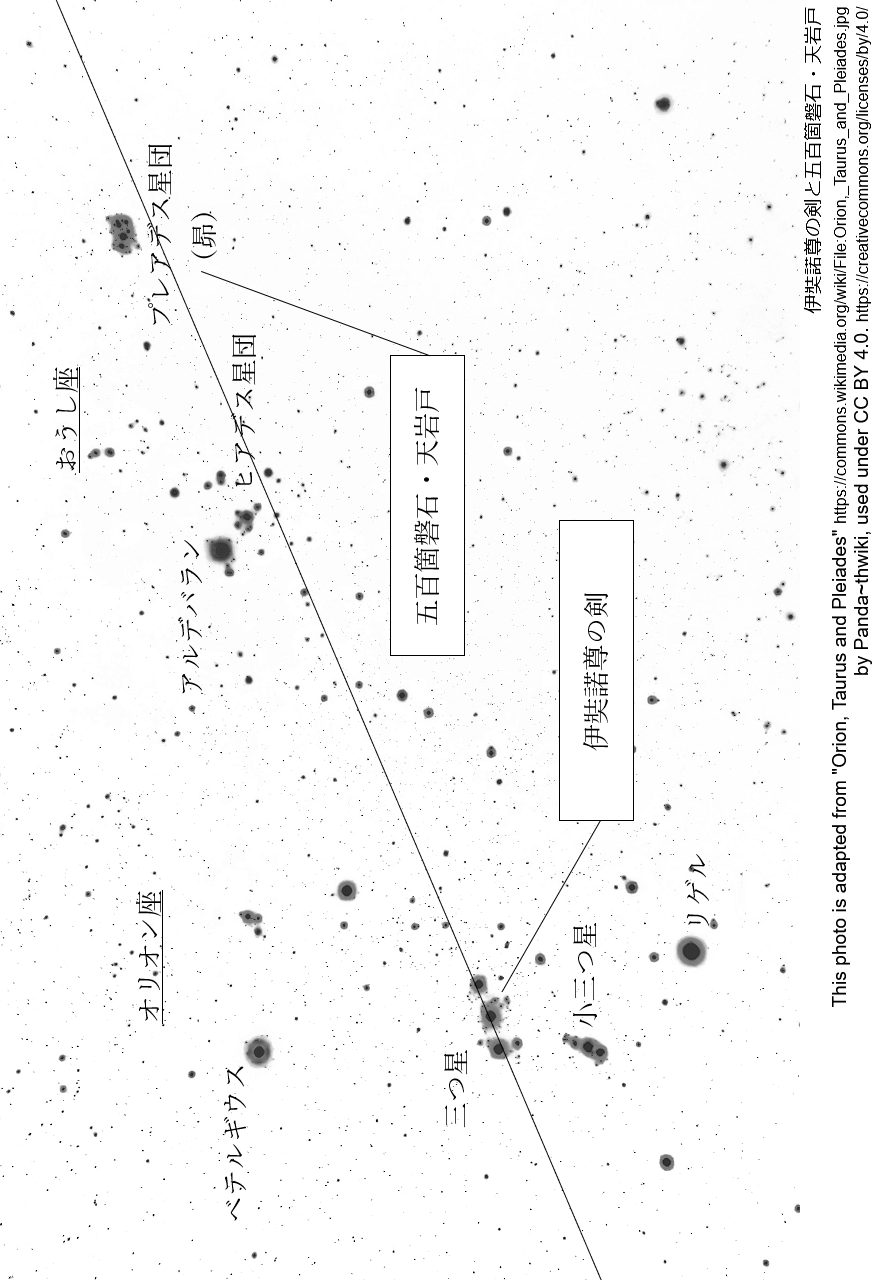 おうし座
プレアデス星団
(昴)
ヒアデス星団
アルデバラン
五百箇磐石・天岩戸
伊奘諾尊の剣
オリオン座
ベテルギウス
三つ星
小三つ星
リゲル
伊奘諾尊の剣と五百箇磐石・天岩戸
This photo is adapted from "Orion, Taurus and Pleiades" https://commons.wikimedia.org/wiki/File:Orion,_Taurus_and_Pleiades.jpg
by Panda~thwiki, used under CC BY 4.0. https://creativecommons.org/licenses/by/4.0/